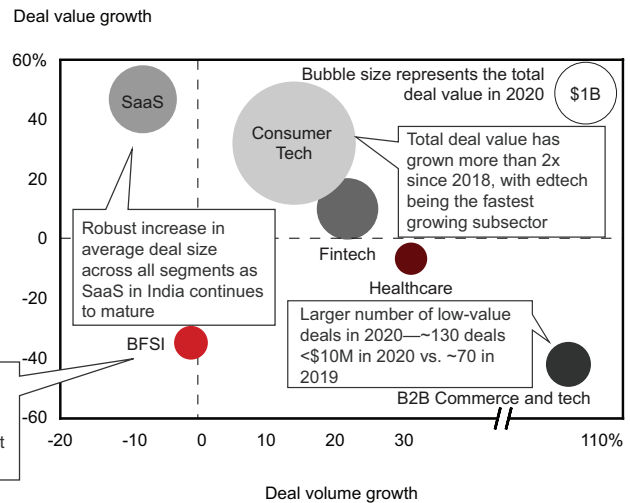 Deal value growth
60%
40
20
0
-20
-40
-60
Bubble size represents the total
deal value in 2020
$1B
SaaS
Consumer
Tech
Total deal value has
grown more than 2x
since 2018, with edtech
being the fastest
growing subsector
Robust increase in
average deal size
across all segments as
SaaS in India continues
to mature
Fintech
Healthcare
Larger number of low-value
deals in 2020—~130 deals
<$10M in 2020 vs. ~70 in
2019
BFSI
B2B Commerce and tech
t
-20
-10
0
10
20
30
110%
Deal volume growth